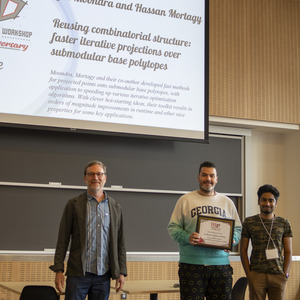 WORKSHOP
Moondra and Hassan Mortagy
versary
Reusing combinatorial structure:
faster iterative projections over
submodular base polytopes
Moondra, Mortagy and their co-author developed fast methods
for projected points onto submodular base polytopes, with
application to speeding up various iterative optimization
algorithms. With clever hot-starting ideas, their toolkit results in
orders of magnitude improvements in runtime and other nice
properties for some key applications.
GEORGIA